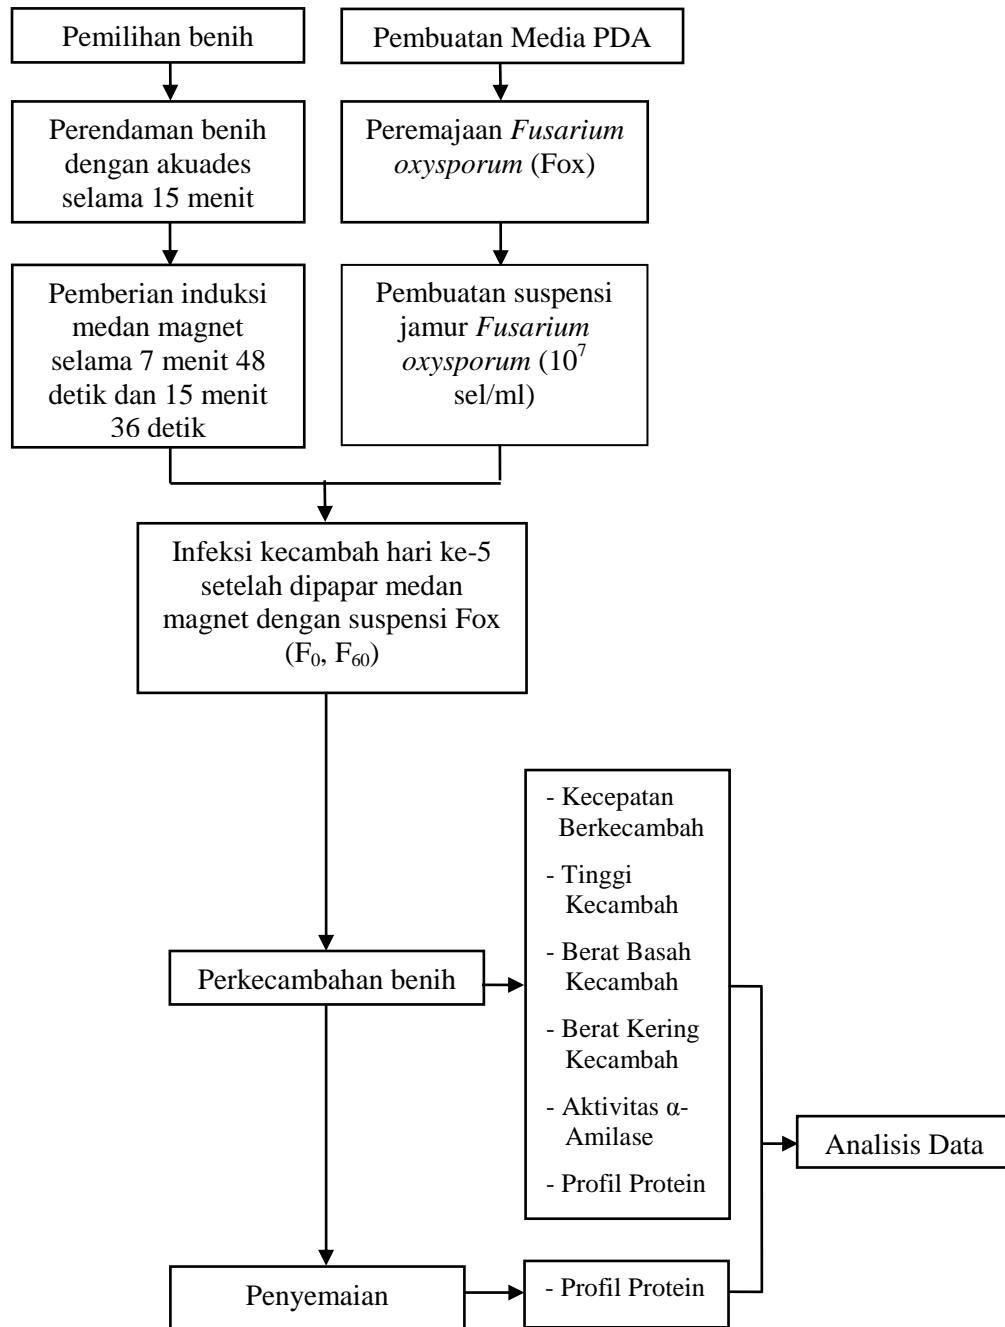 Pemilihan benih
Pembuatan Media PDA
Perendaman benih
dengan akuades
selama 15 menit
Peremajaan Fusarium
oxysporum (Fox)
Pemberian induksi
medan magnet
selama 7 menit 48
detik dan 15 menit
36 detik
Pembuatan suspensi
jamur Fusarium
oxysporum (10⁷
sel/ml)
Infeksi kecambah hari ke-5
setelah dipapar medan
magnet dengan suspensi Fox
(F₀, F₆₀)
- Kecepatan
Berkecambah
- Tinggi
Kecambah
- Berat Basah
Kecambah
- Berat Kering
Kecambah
- Aktivitas α-
Amilase
- Profil Protein
Perkecambahan benih
Analisis Data
Penyemaian
- Profil Protein